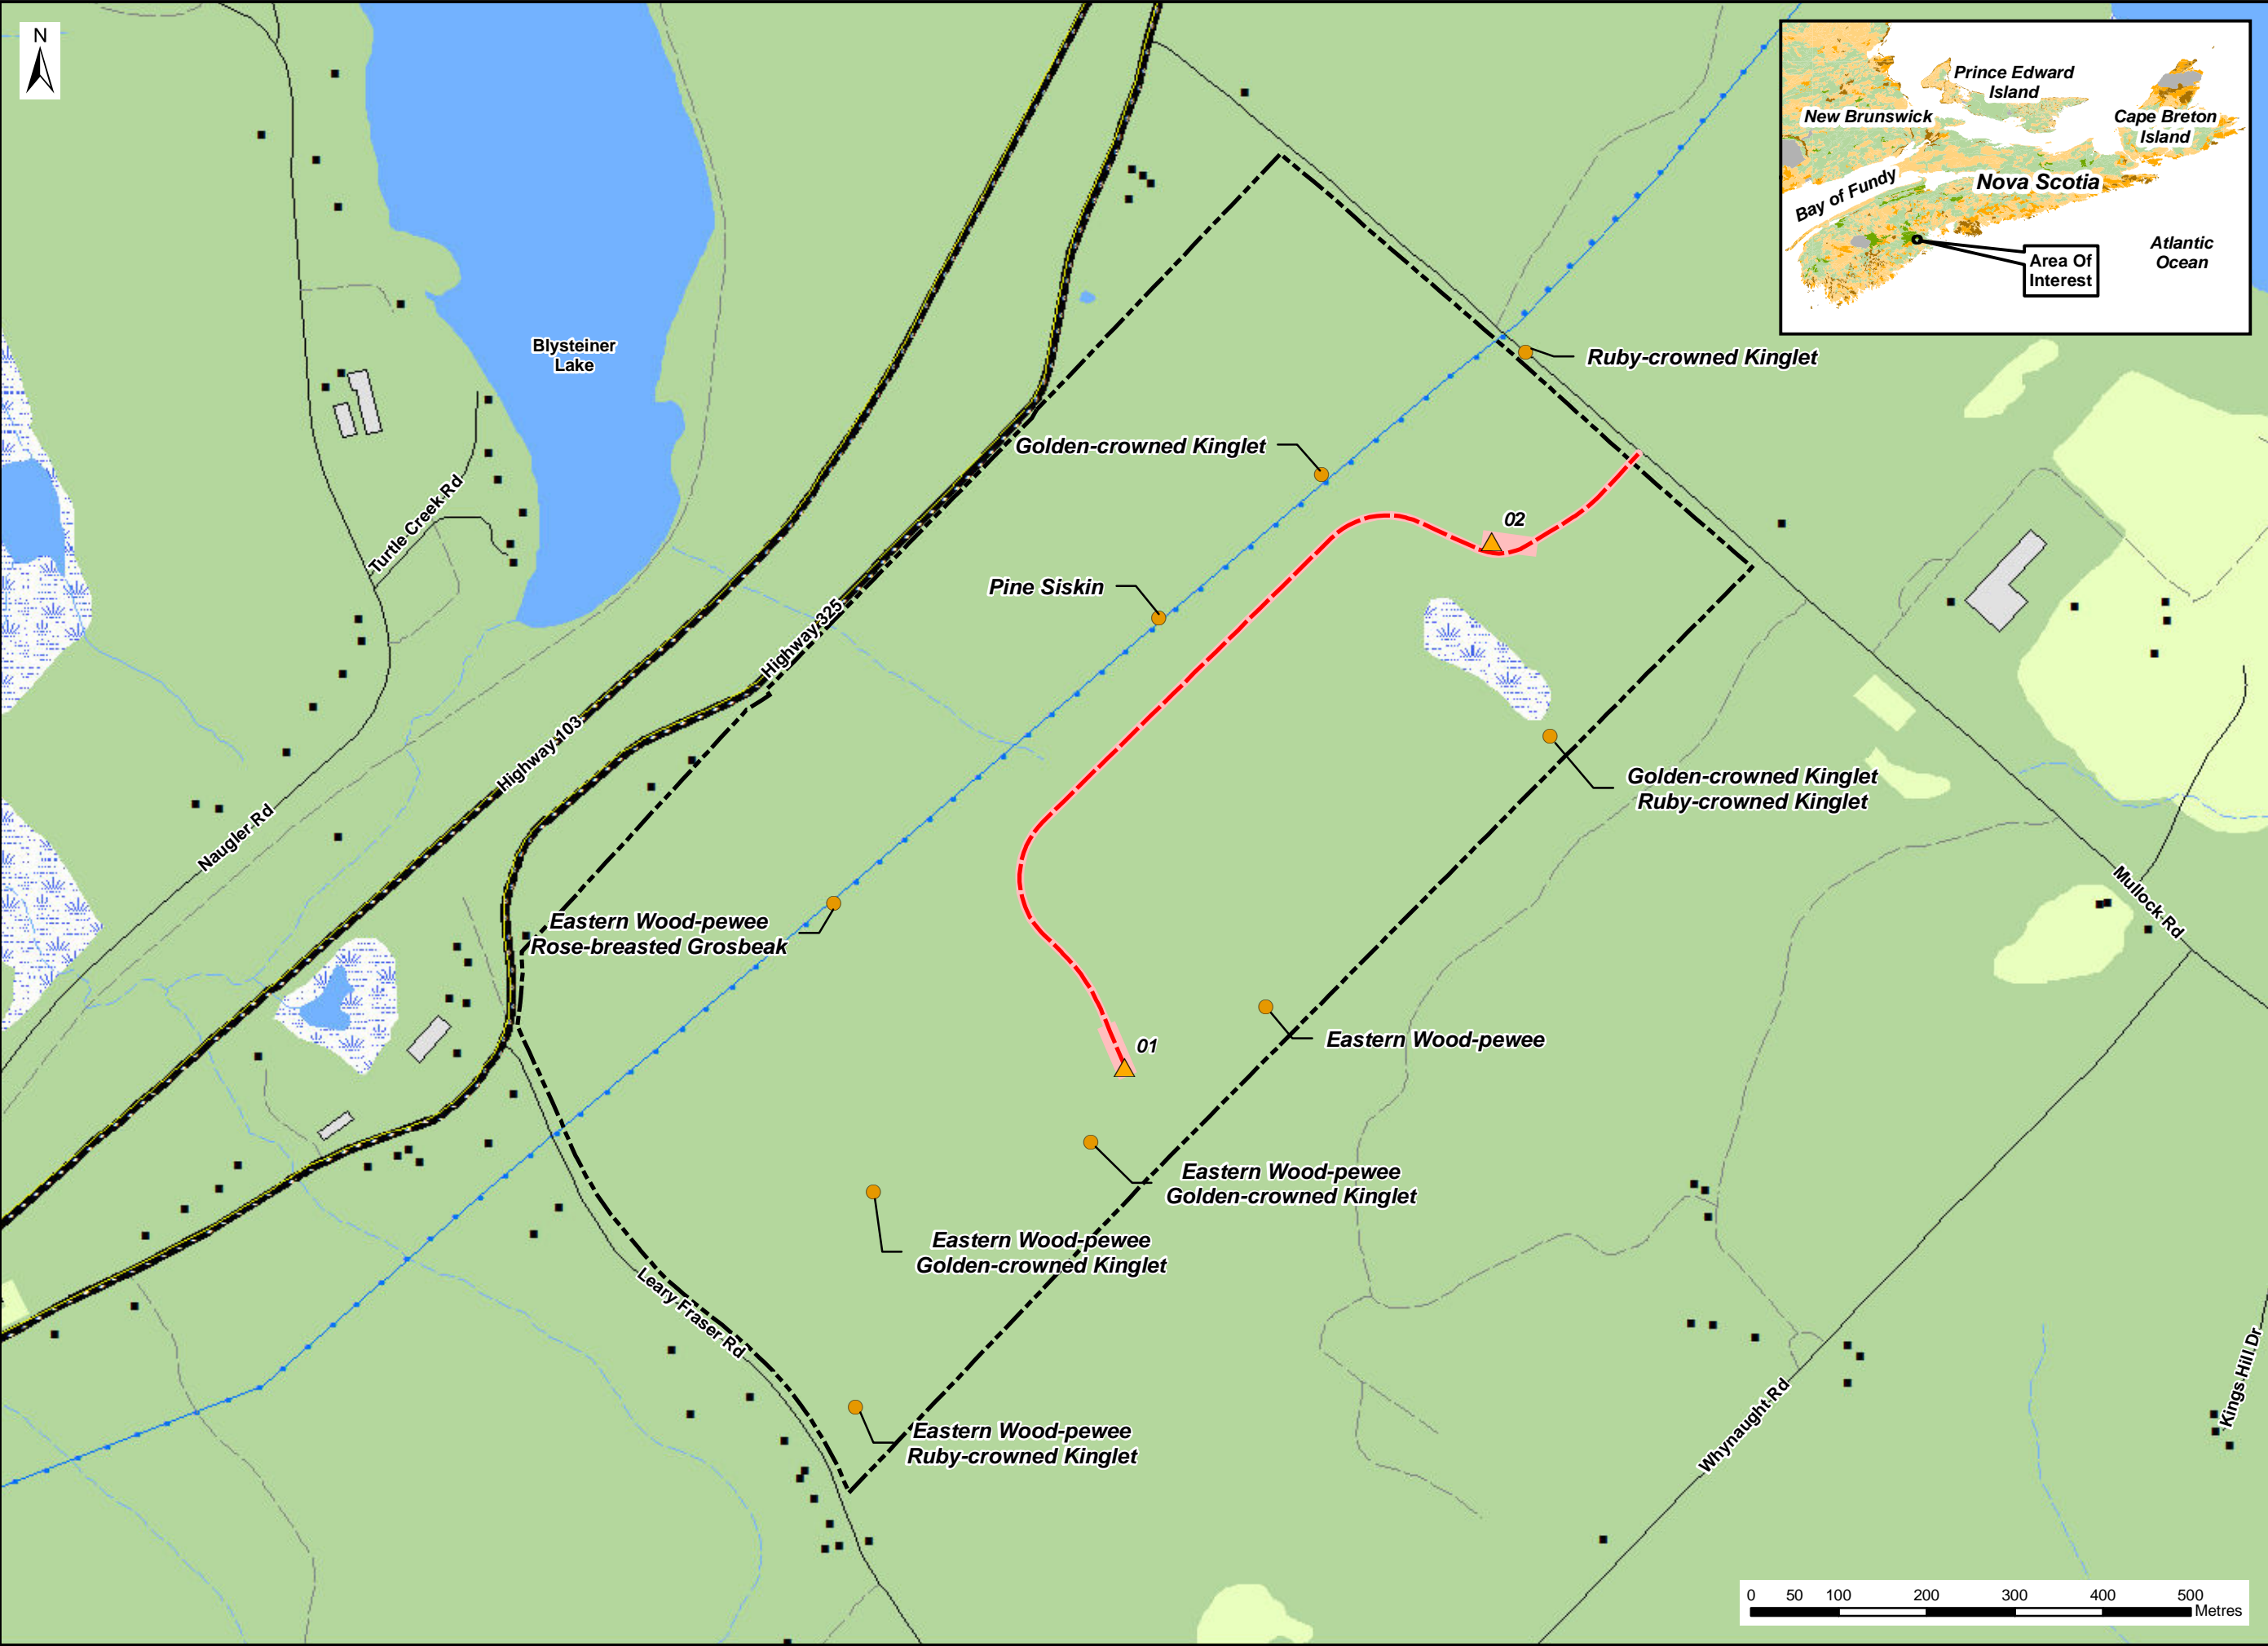 N
Prince Edward
Island
New Brunswick
Cape Breton
Island
Bay of Fundy
Nova Scotia
Atlantic
Ocean
Area Of
Interest
Blysteiner
Lake
Ruby-crowned Kinglet
Golden-crowned Kinglet
Turtle Creek Rd
02
Pine Siskin
Highway 325
Highway 103
Golden-crowned Kinglet
Ruby-crowned Kinglet
Naugler Rd
Mullock Rd
Eastern Wood-pewee
Rose-breasted Grosbeak
01
Eastern Wood-pewee
Eastern Wood-pewee
Golden-crowned Kinglet
Eastern Wood-pewee
Golden-crowned Kinglet
Leary Fraser Rd
Kings Hill Dr
Whynaught Rd
Eastern Wood-pewee
Ruby-crowned Kinglet
0 50 100 200 300 400 500
Metres